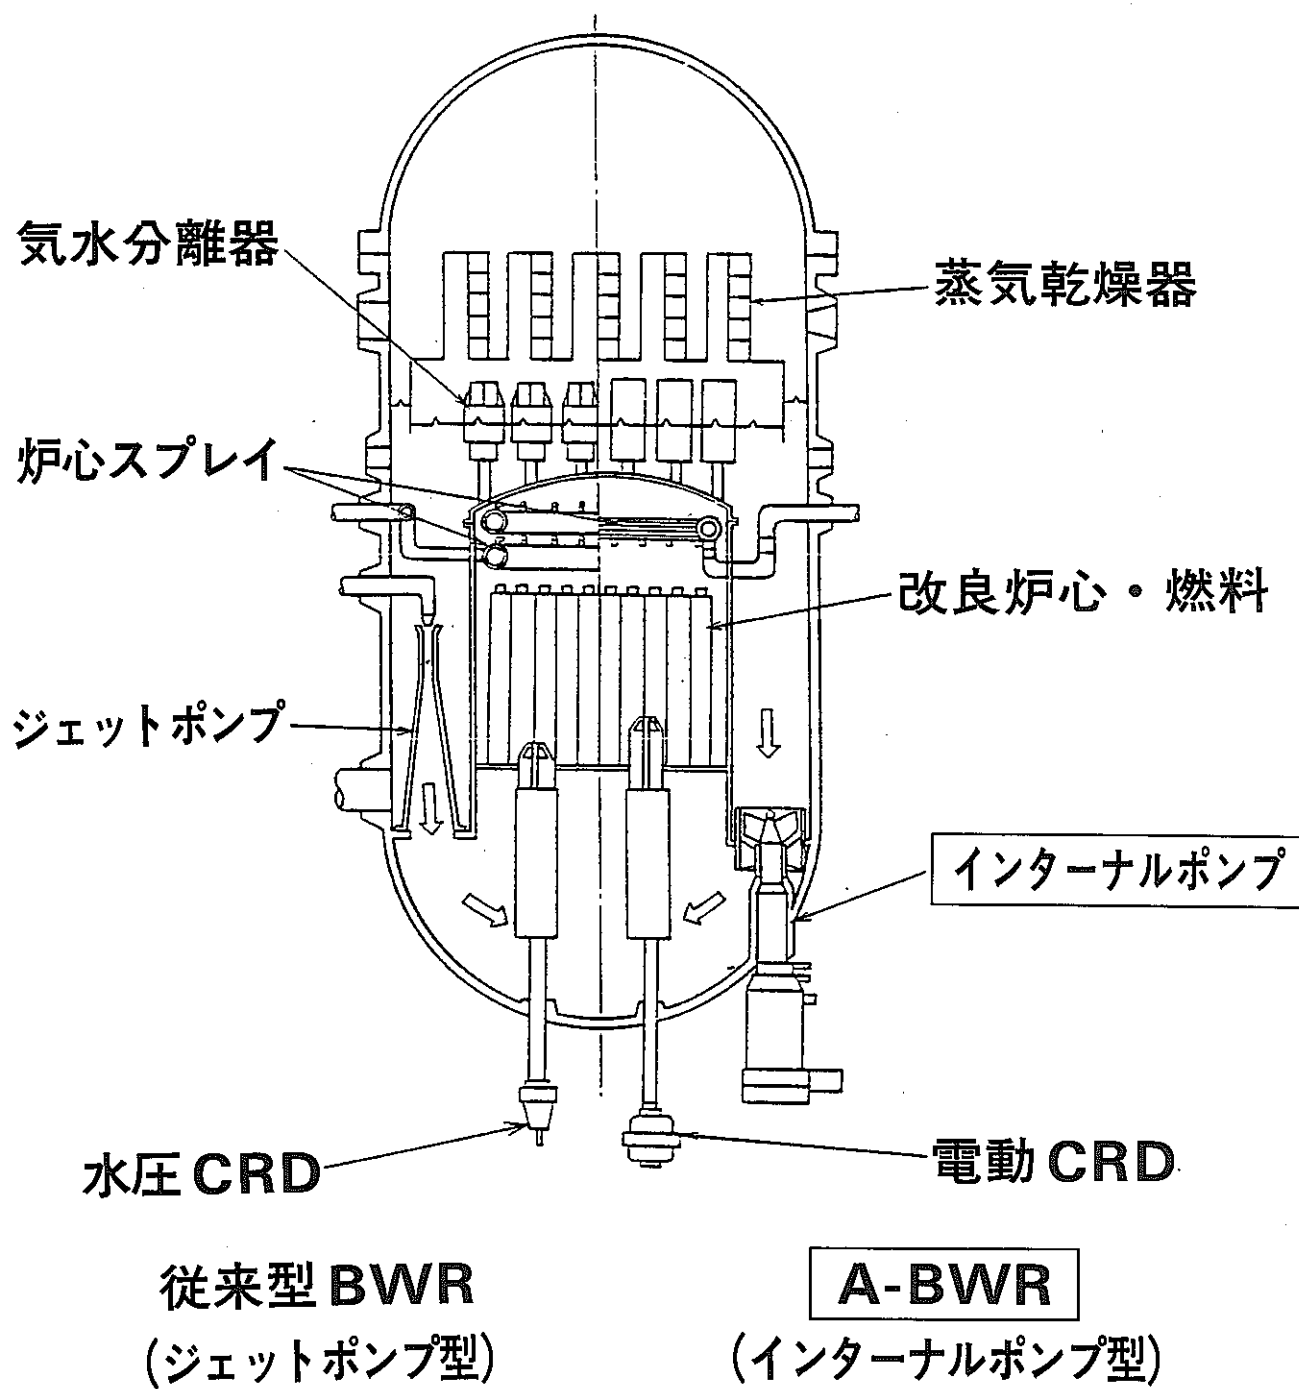 気水分離器
蒸気乾燥器
炉心スプレイ
改良炉心・燃料
ジェットポンプ
インターナルポンプ
水圧CRD
電動CRD
従来型BWR
(ジェットポンプ型)
A-BWR
(インターナルポンプ型)